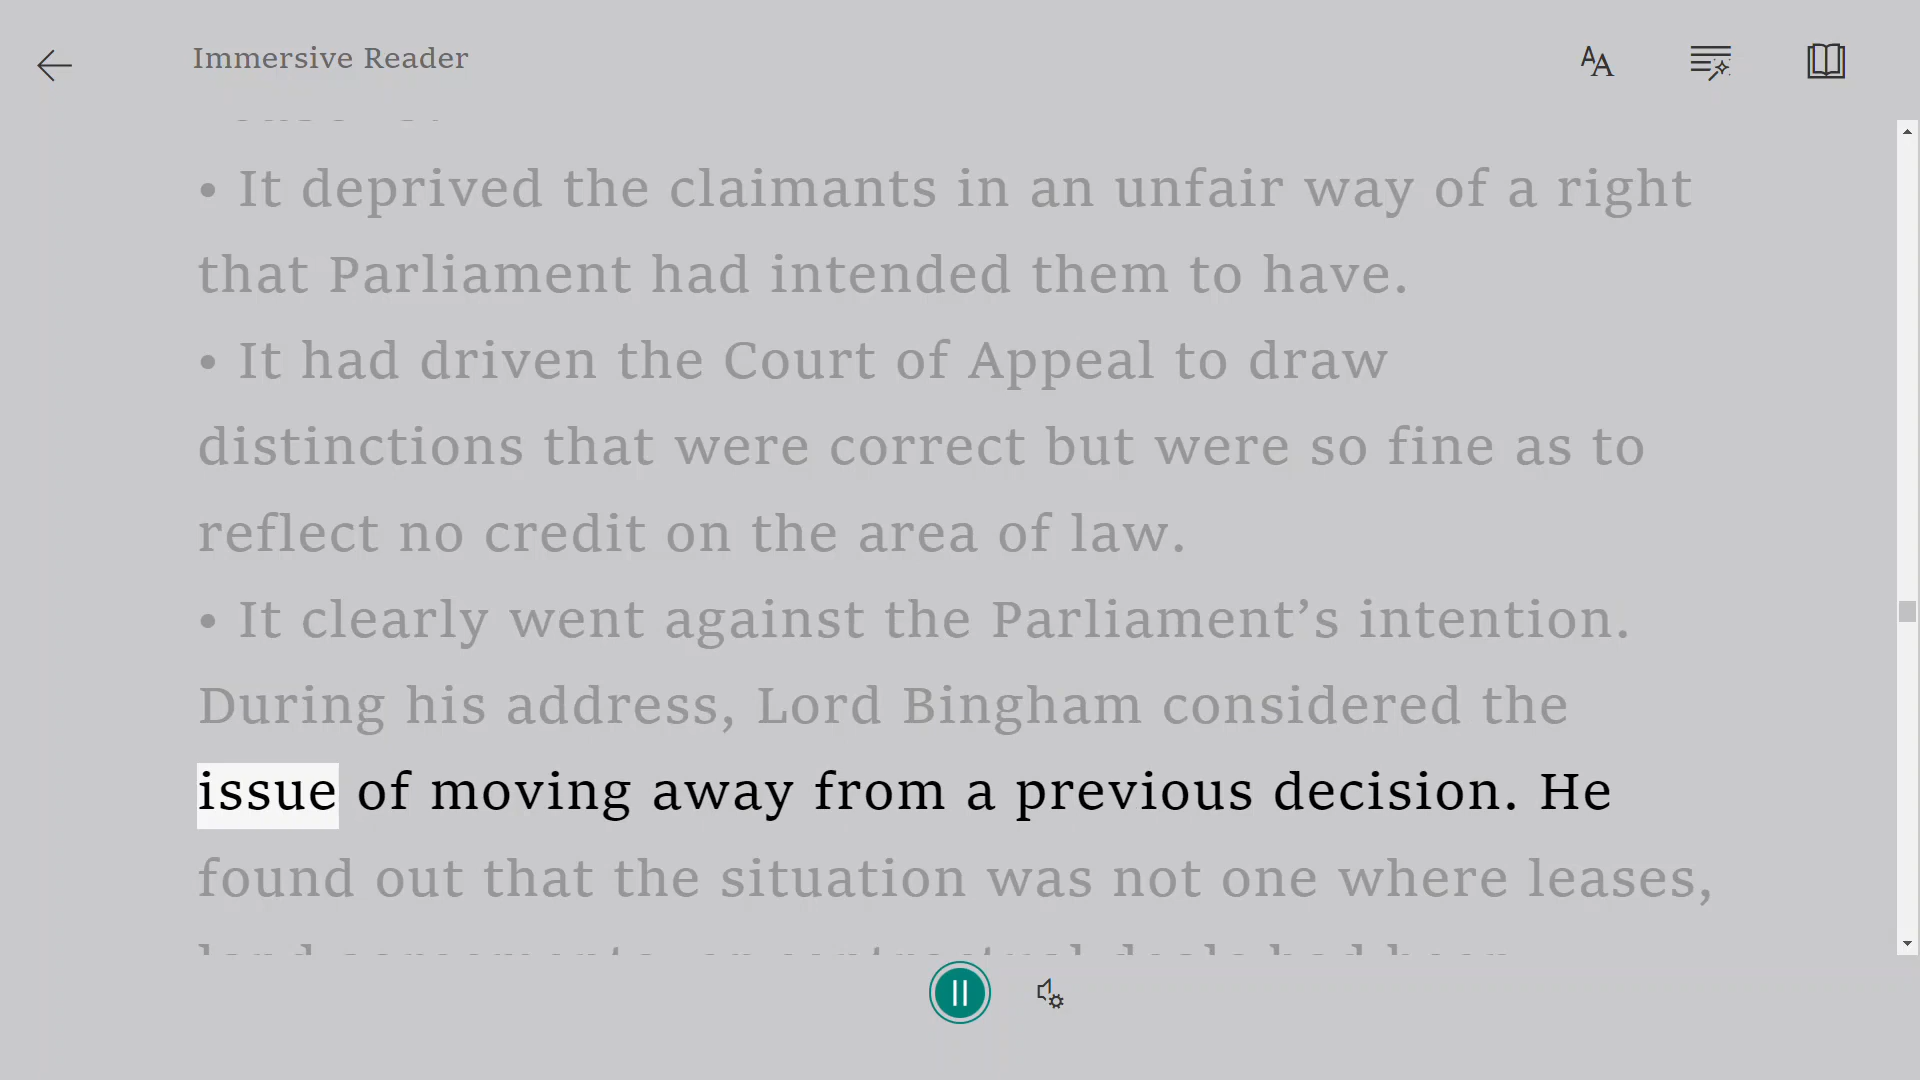 Immersive Reader
• It deprived the claimants in an unfair way of a right
that Parliament had intended them to have.
• It had driven the Court of Appeal to draw
distinctions that were correct but were so fine as to
reflect no credit on the area of law.
• It clearly went against the Parliament’s intention.
During his address, Lord Bingham considered the
issue of moving away from a previous decision. He
found out that the situation was not one where leases,